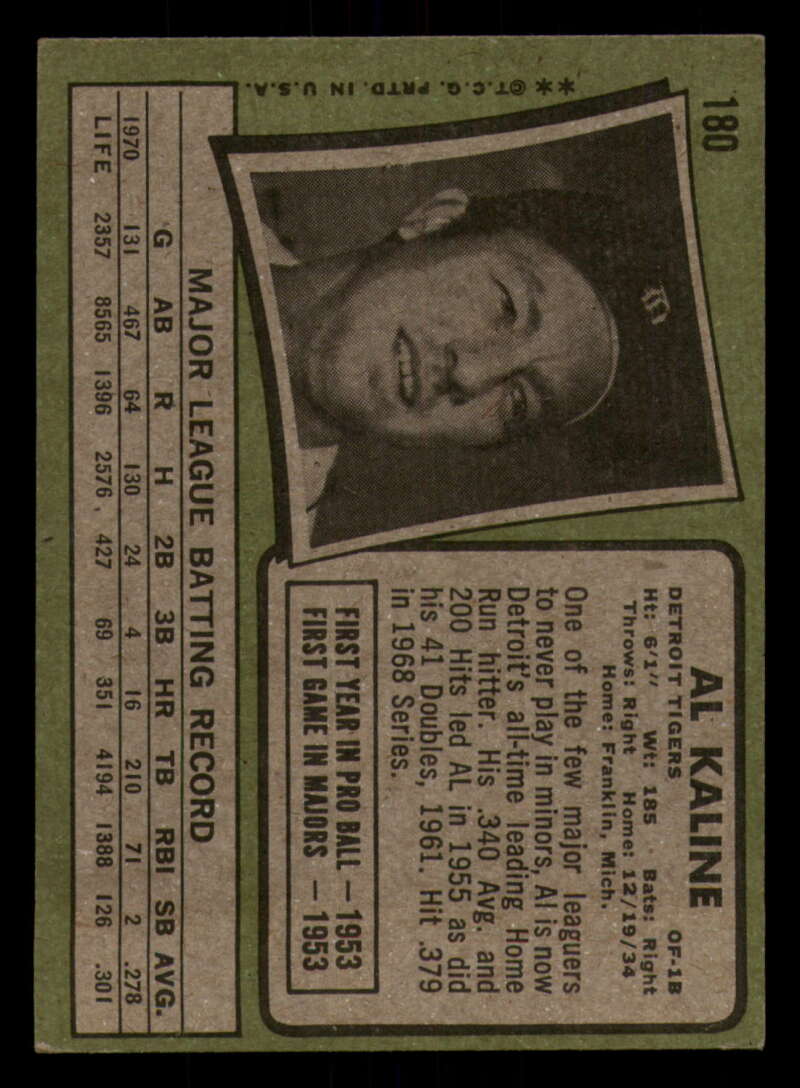 180
AL KALINE
DETROIT TIGERS OF-1B
Ht: 6'1" Wt: 185 Bats: Right
Throws: Right Home: 12/19/34
Home: Franklin, Mich.
One of the few major leaguers
to never play in minors, Al is now
Detroit's all-time leading Home
Run hitter. His .340 Avg. and
200 Hits led AL in 1955 as did
his 41 Doubles, 1961. Hit .379
in 1968 Series.
FIRST YEAR IN PRO BALL — 1953
FIRST GAME IN MAJORS — 1953
MAJOR LEAGUE BATTING RECORD
G AB R H 2B 3B HR TB RBI SB AVG.
1970 131 467 64 130 24 4 16 210 71 2 .278
LIFE 2357 8565 1396 2576 427 69 351 4194 1388 126 .301
**©T.C.G. PRTD. IN U.S.A.
D